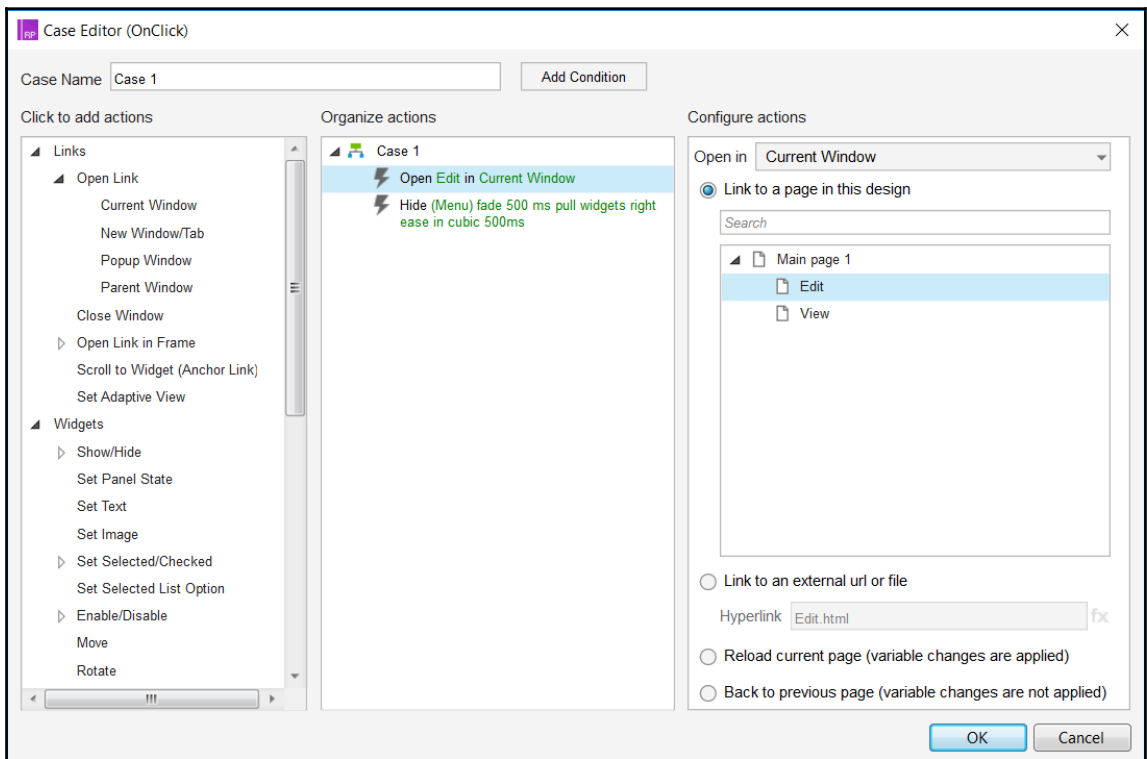 RP Case Editor (OnClick)
Case Name Case 1 Add Condition
Click to add actions
Links
Open Link
Current Window
New Window/Tab
Popup Window
Parent Window
Close Window
Open Link in Frame
Scroll to Widget (Anchor Link)
Set Adaptive View
Widgets
Show/Hide
Set Panel State
Set Text
Set Image
Set Selected/Checked
Set Selected List Option
Enable/Disable
Move
Rotate
Organize actions
Case 1
Open Edit in Current Window
Hide (Menu) fade 500 ms pull widgets right
ease in cubic 500ms
Configure actions
Open in Current Window
Link to a page in this design
Search
Main page 1
Edit
View
Link to an external url or file
Hyperlink Edit.html fx
Reload current page (variable changes are applied)
Back to previous page (variable changes are not applied)
OK Cancel